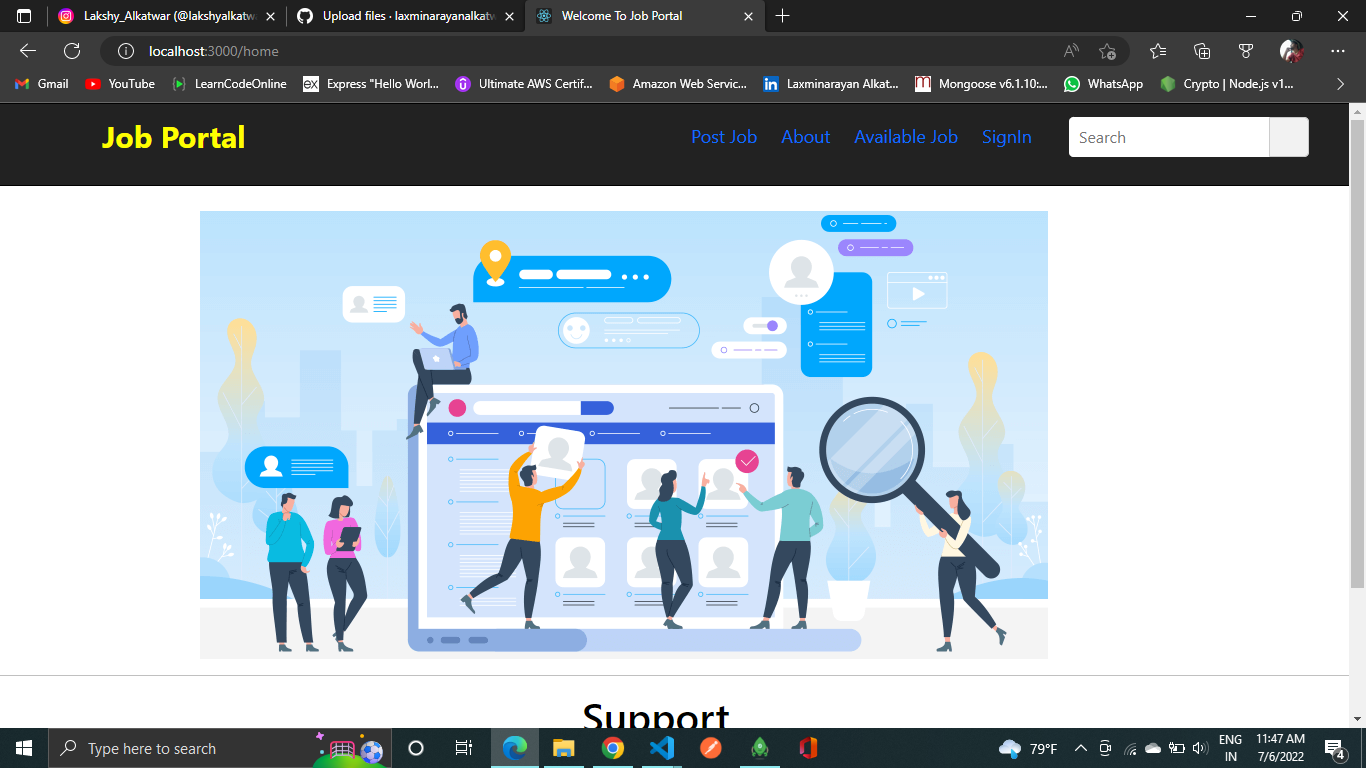 Lakshy_Alkatwar (@lakshyalkatwa
Upload files · laxminarayanalkatw
Welcome To Job Portal
localhost:3000/home
Gmail
YouTube
LearnCodeOnline
Express "Hello Worl...
Ultimate AWS Certif...
Amazon Web Servic...
Laxminarayan Alkat...
Mongoose v6.1.10:...
WhatsApp
Crypto | Node.js v1...
Job Portal
Post Job
About
Available Job
SignIn
Search
Support
Type here to search
79°F
ENG
IN
11:47 AM
7/6/2022
4